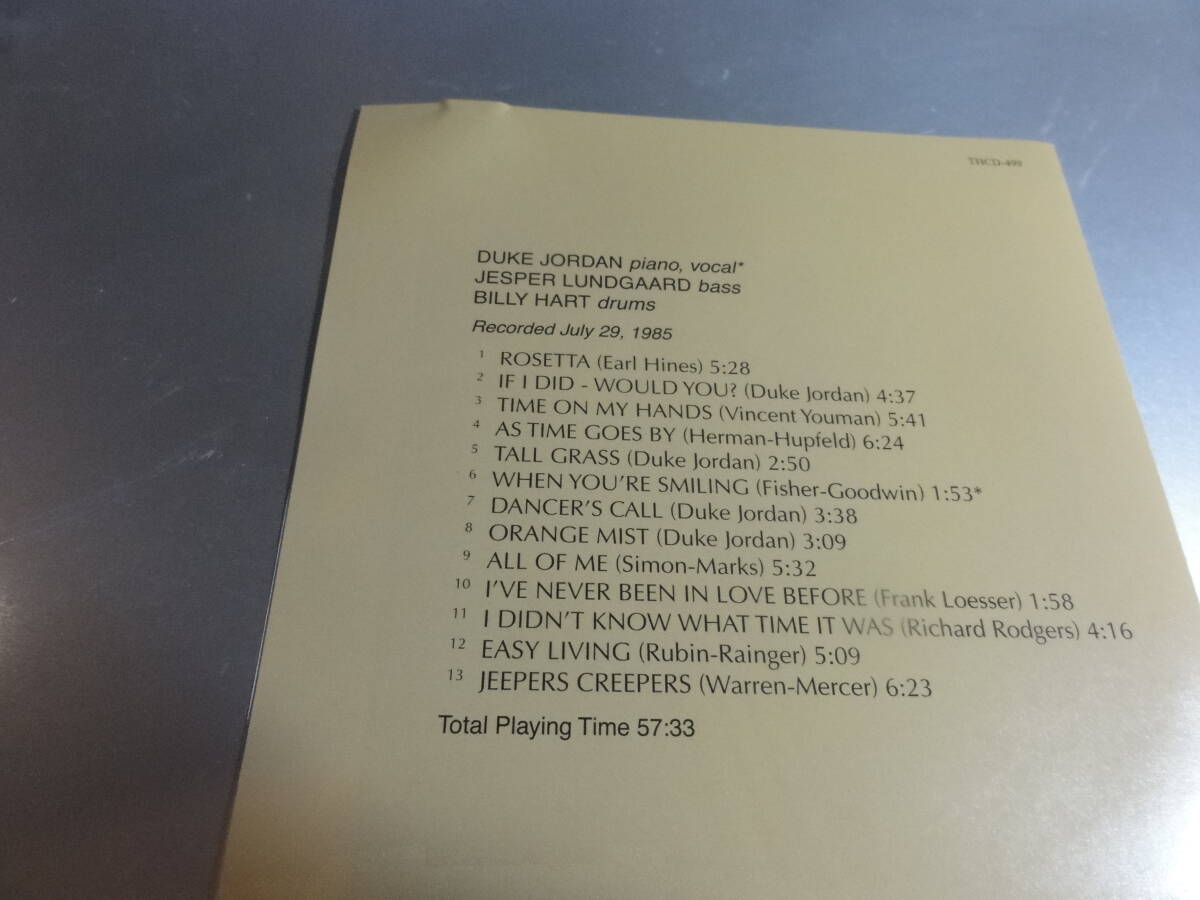 THCD-499
DUKE JORDAN piano, vocal*
JESPER LUNDGAARD bass
BILLY HART drums
Recorded July 29, 1985
1 ROSETTA (Earl Hines) 5:28
2 IF I DID - WOULD YOU? (Duke Jordan) 4:37
3 TIME ON MY HANDS (Vincent Youman) 5:41
4 AS TIME GOES BY (Herman-Hupfeld) 6:24
5 TALL GRASS (Duke Jordan) 2:50
6 WHEN YOU'RE SMILING (Fisher-Goodwin) 1:53*
7 DANCER'S CALL (Duke Jordan) 3:38
8 ORANGE MIST (Duke Jordan) 3:09
9 ALL OF ME (Simon-Marks) 5:32
10 I'VE NEVER BEEN IN LOVE BEFORE (Frank Loesser) 1:58
11 I DIDN'T KNOW WHAT TIME IT WAS (Richard Rodgers) 4:16
12 EASY LIVING (Rubin-Rainger) 5:09
13 JEEPERS CREEPERS (Warren-Mercer) 6:23
Total Playing Time 57:33